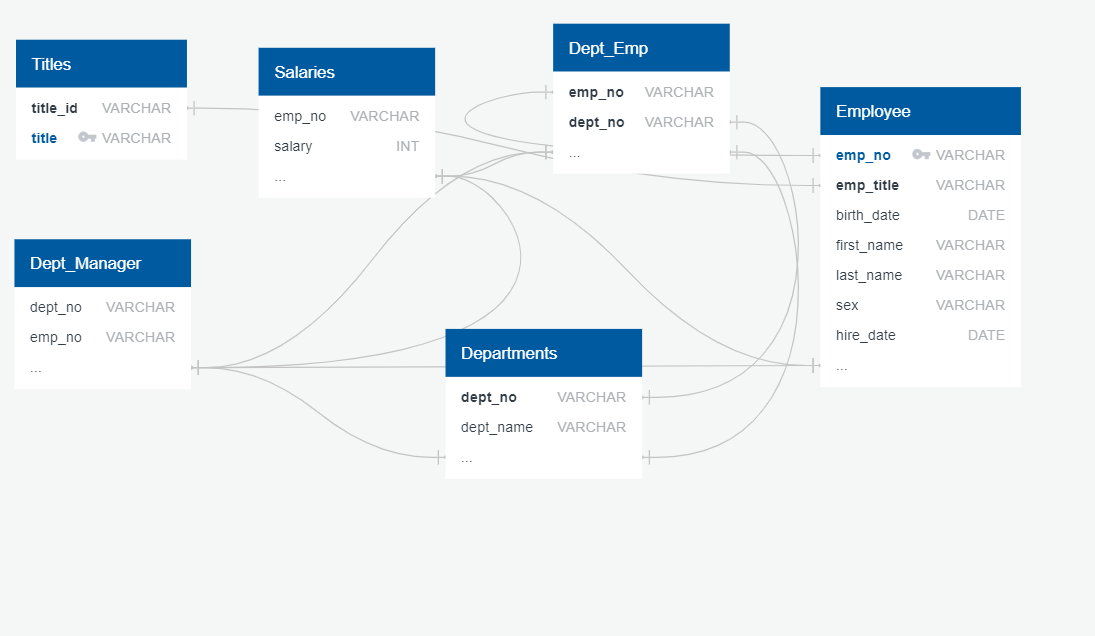 Titles
title_id VARCHAR
title VARCHAR
Salaries
emp_no VARCHAR
salary INT
...
Dept_Emp
emp_no VARCHAR
dept_no VARCHAR
...
Employee
emp_no VARCHAR
emp_title VARCHAR
birth_date DATE
first_name VARCHAR
last_name VARCHAR
sex VARCHAR
hire_date DATE
...
Dept_Manager
dept_no VARCHAR
emp_no VARCHAR
...
Departments
dept_no VARCHAR
dept_name VARCHAR
...